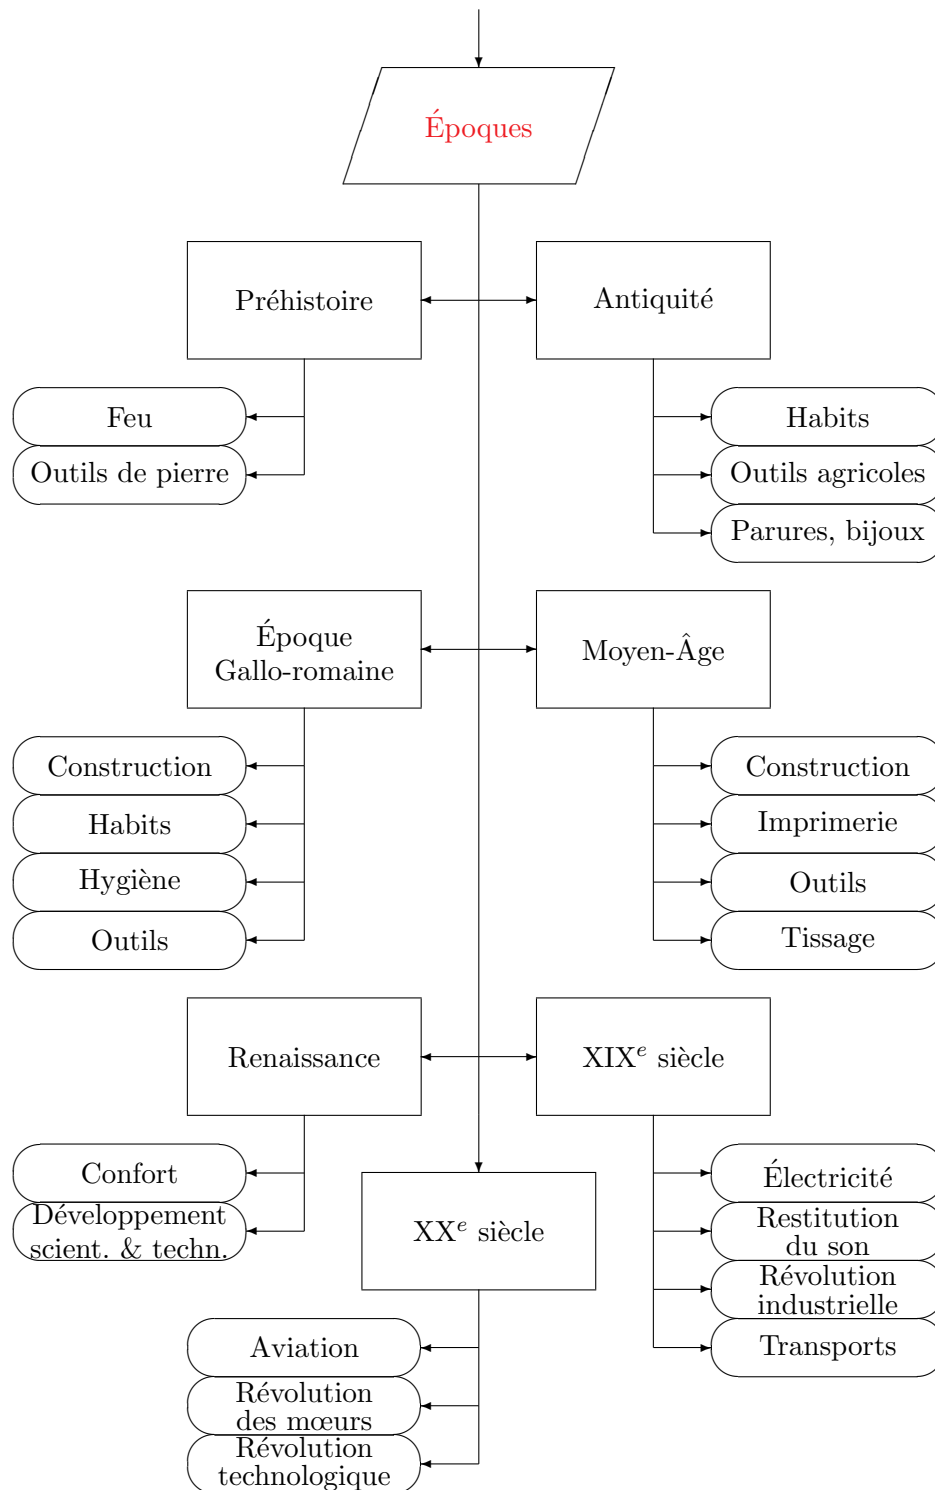 Époques
Préhistoire
Antiquité
Feu
Outils de pierre
Habits
Outils agricoles
Parures, bijoux
Époque
Gallo-romaine
Moyen-Âge
Construction
Habits
Hygiène
Outils
Construction
Imprimerie
Outils
Tissage
Renaissance
XIXe siècle
Confort
Développement
scient. & techn.
XXe siècle
Électricité
Restitution
du son
Révolution
industrielle
Transports
Aviation
Révolution
des mœurs
Révolution
technologique